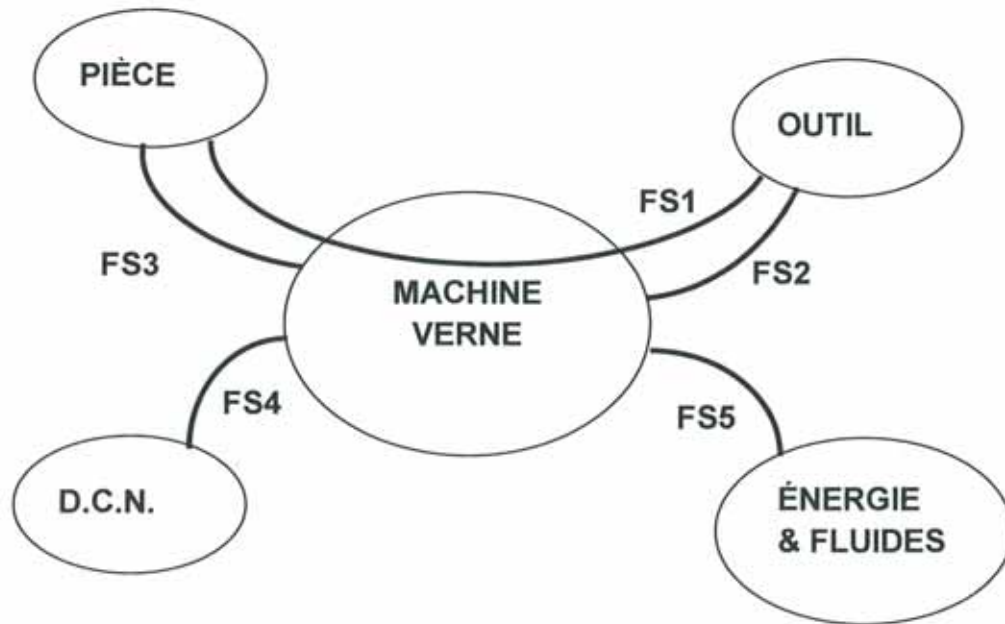 PIÈCE
OUTIL
FS1
FS3
FS2
MACHINE
VERNE
FS4
FS5
D.C.N.
ÉNERGIE
& FLUIDES